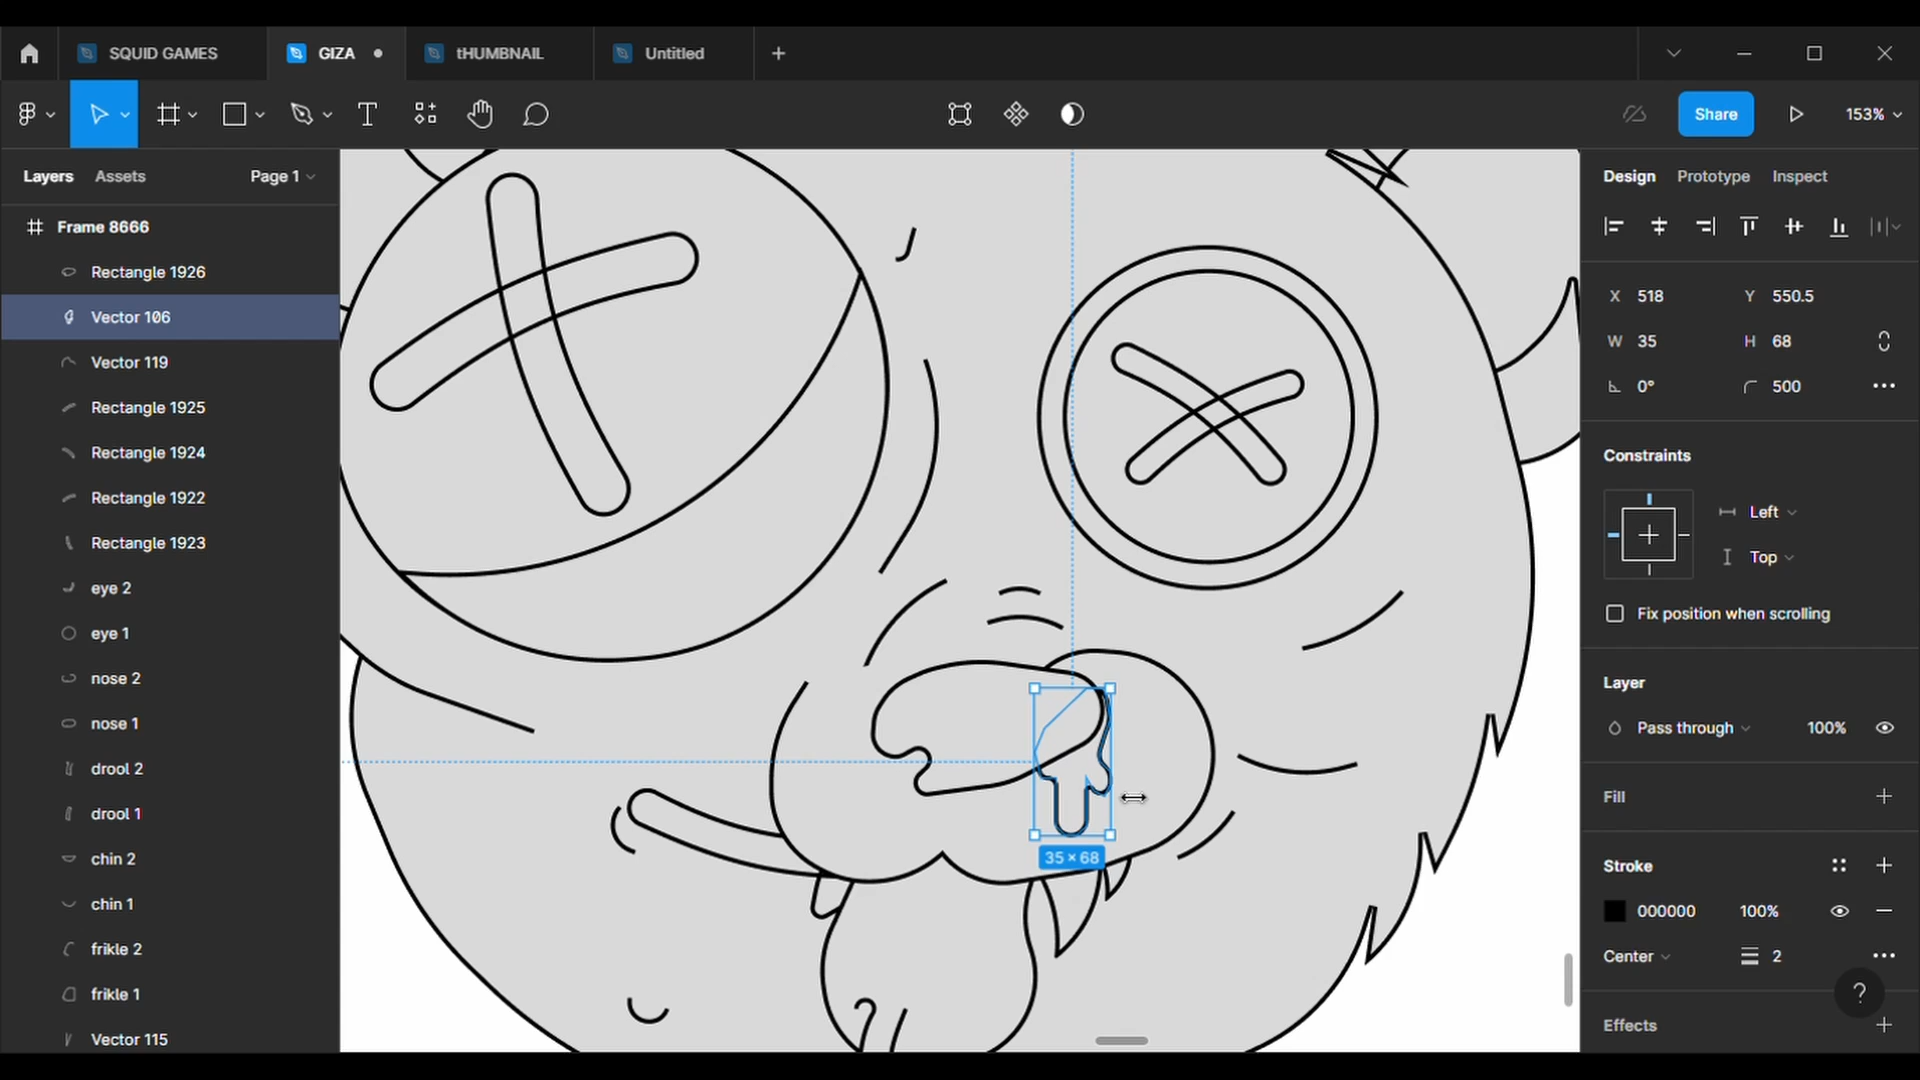 SQUID GAMES GIZA tHUMBNAIL Untitled
Share 153%
Layers Assets Page 1
Design Prototype Inspect
Frame 8666
Rectangle 1926
Vector 106
Vector 119
Rectangle 1925
Rectangle 1924
Rectangle 1922
Rectangle 1923
eye 2
eye 1
nose 2
nose 1
drool 2
drool 1
chin 2
chin 1
frikle 2
frikle 1
Vector 115
35 × 68
X 518 Y 550.5
W 35 H 68
0° 500
Constraints
Left
Top
Fix position when scrolling
Layer
Pass through 100%
Fill
Stroke
000000 100%
Center 2
?
Effects